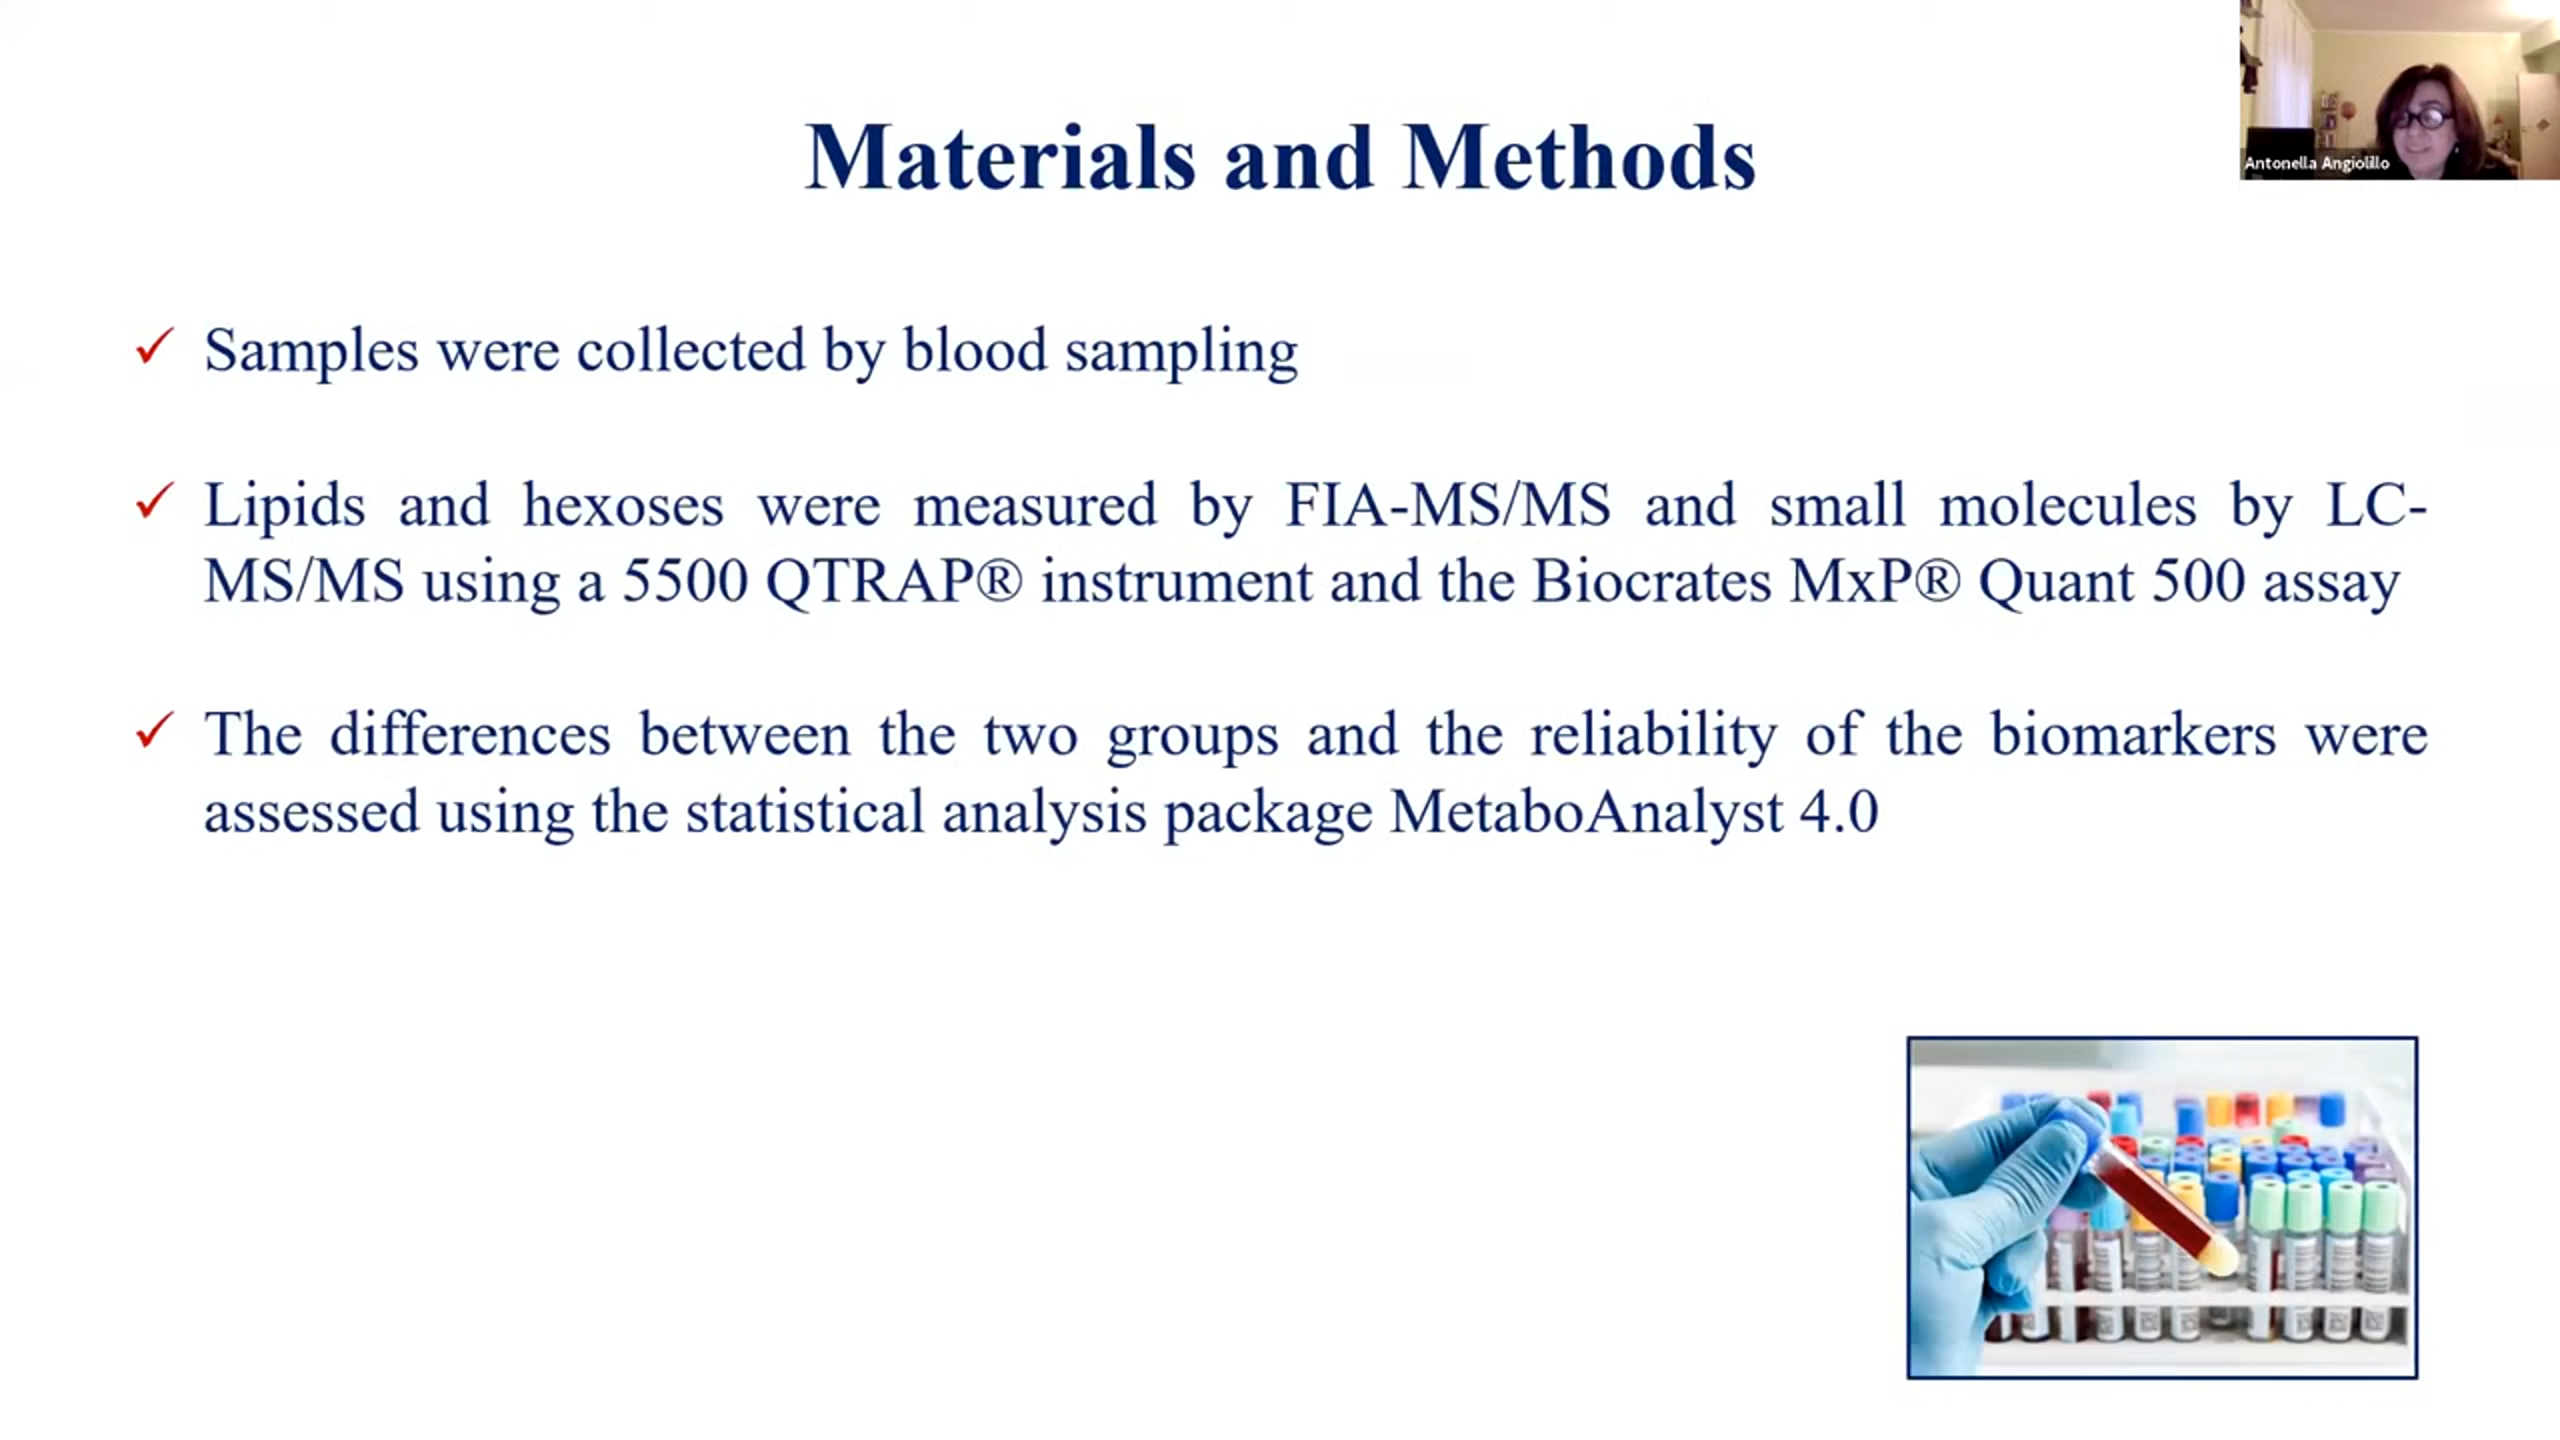 Materials and Methods
Antonella Angiolillo
✓ Samples were collected by blood sampling
✓ Lipids and hexoses were measured by FIA-MS/MS and small molecules by LC-
MS/MS using a 5500 QTRAP® instrument and the Biocrates MxP® Quant 500 assay
✓ The differences between the two groups and the reliability of the biomarkers were
assessed using the statistical analysis package MetaboAnalyst 4.0